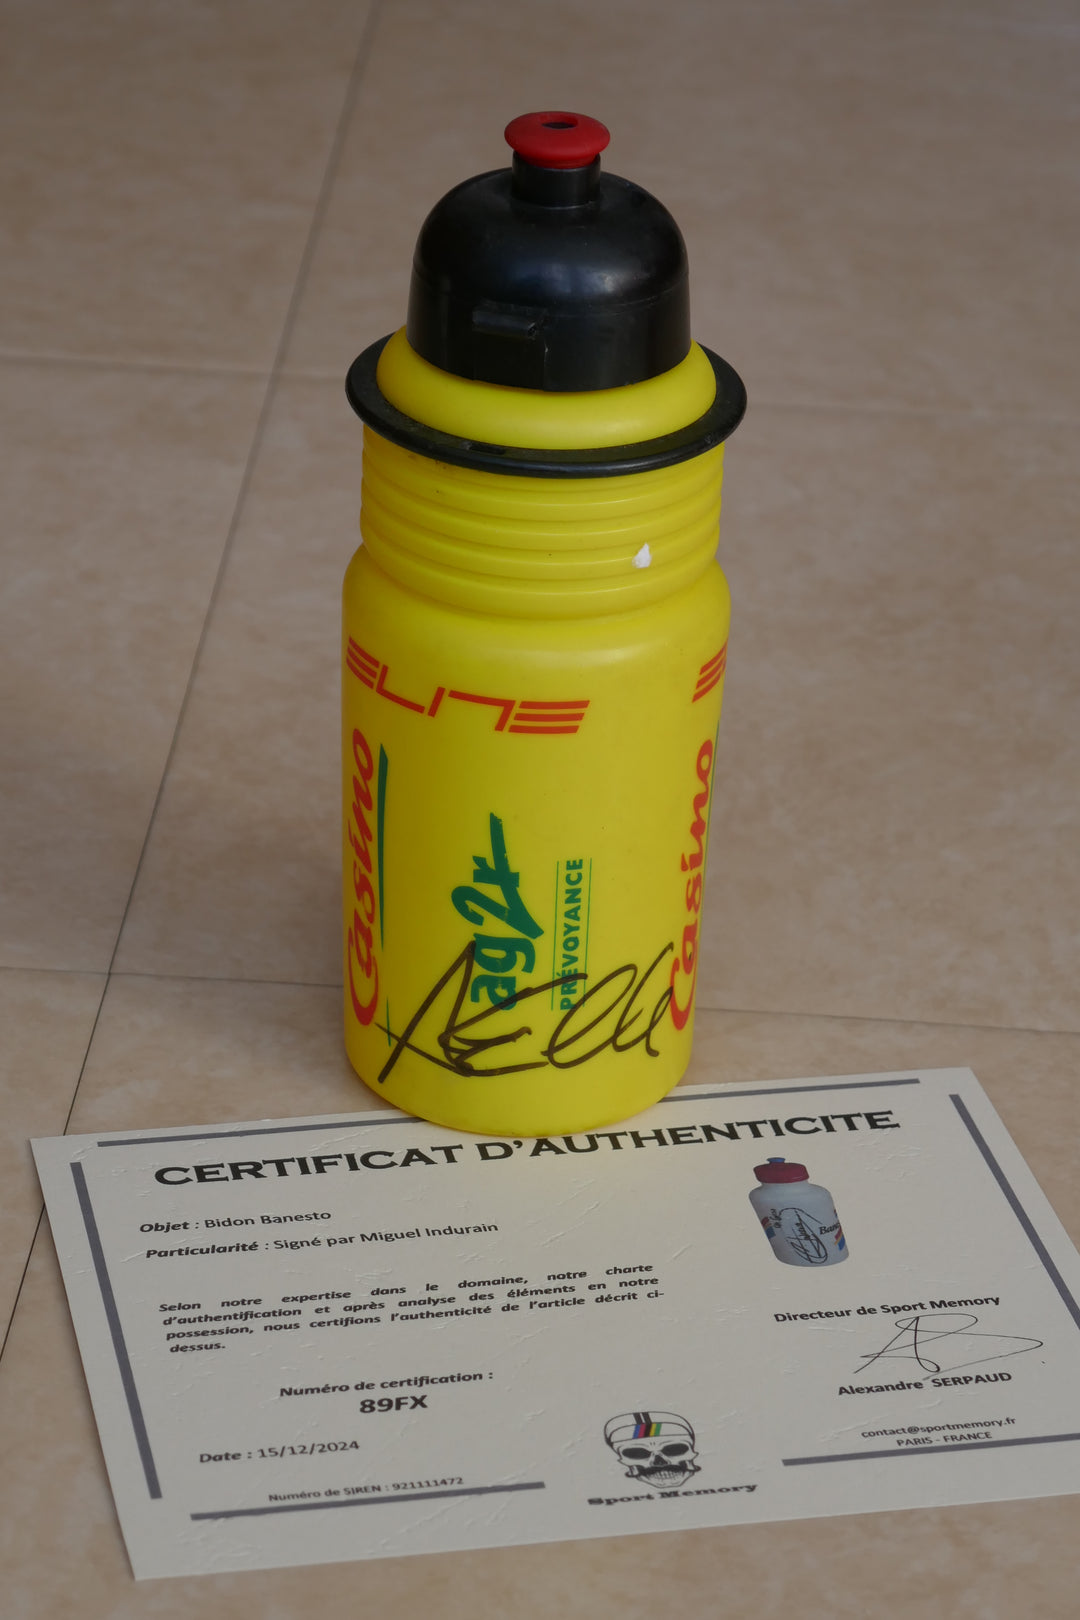 ELITE
Casino
ag2r
PRÉVOYANCE
Casino
CERTIFICAT D'AUTHENTICITE
Objet : Bidon Banesto
Particularité : Signé par Miguel Indurain
Selon notre expertise dans le domaine, notre charte
d'authentification et après analyse des éléments en notre
possession, nous certifions l'authenticité de l'article décrit ci-
dessus.
Numéro de certification :
89FX
Date : 15/12/2024
Numéro de SIREN : 921111472
Directeur de Sport Memory
Alexandre SERPAUD
contact@sportmemory.fr
PARIS - FRANCE
Sport Memory